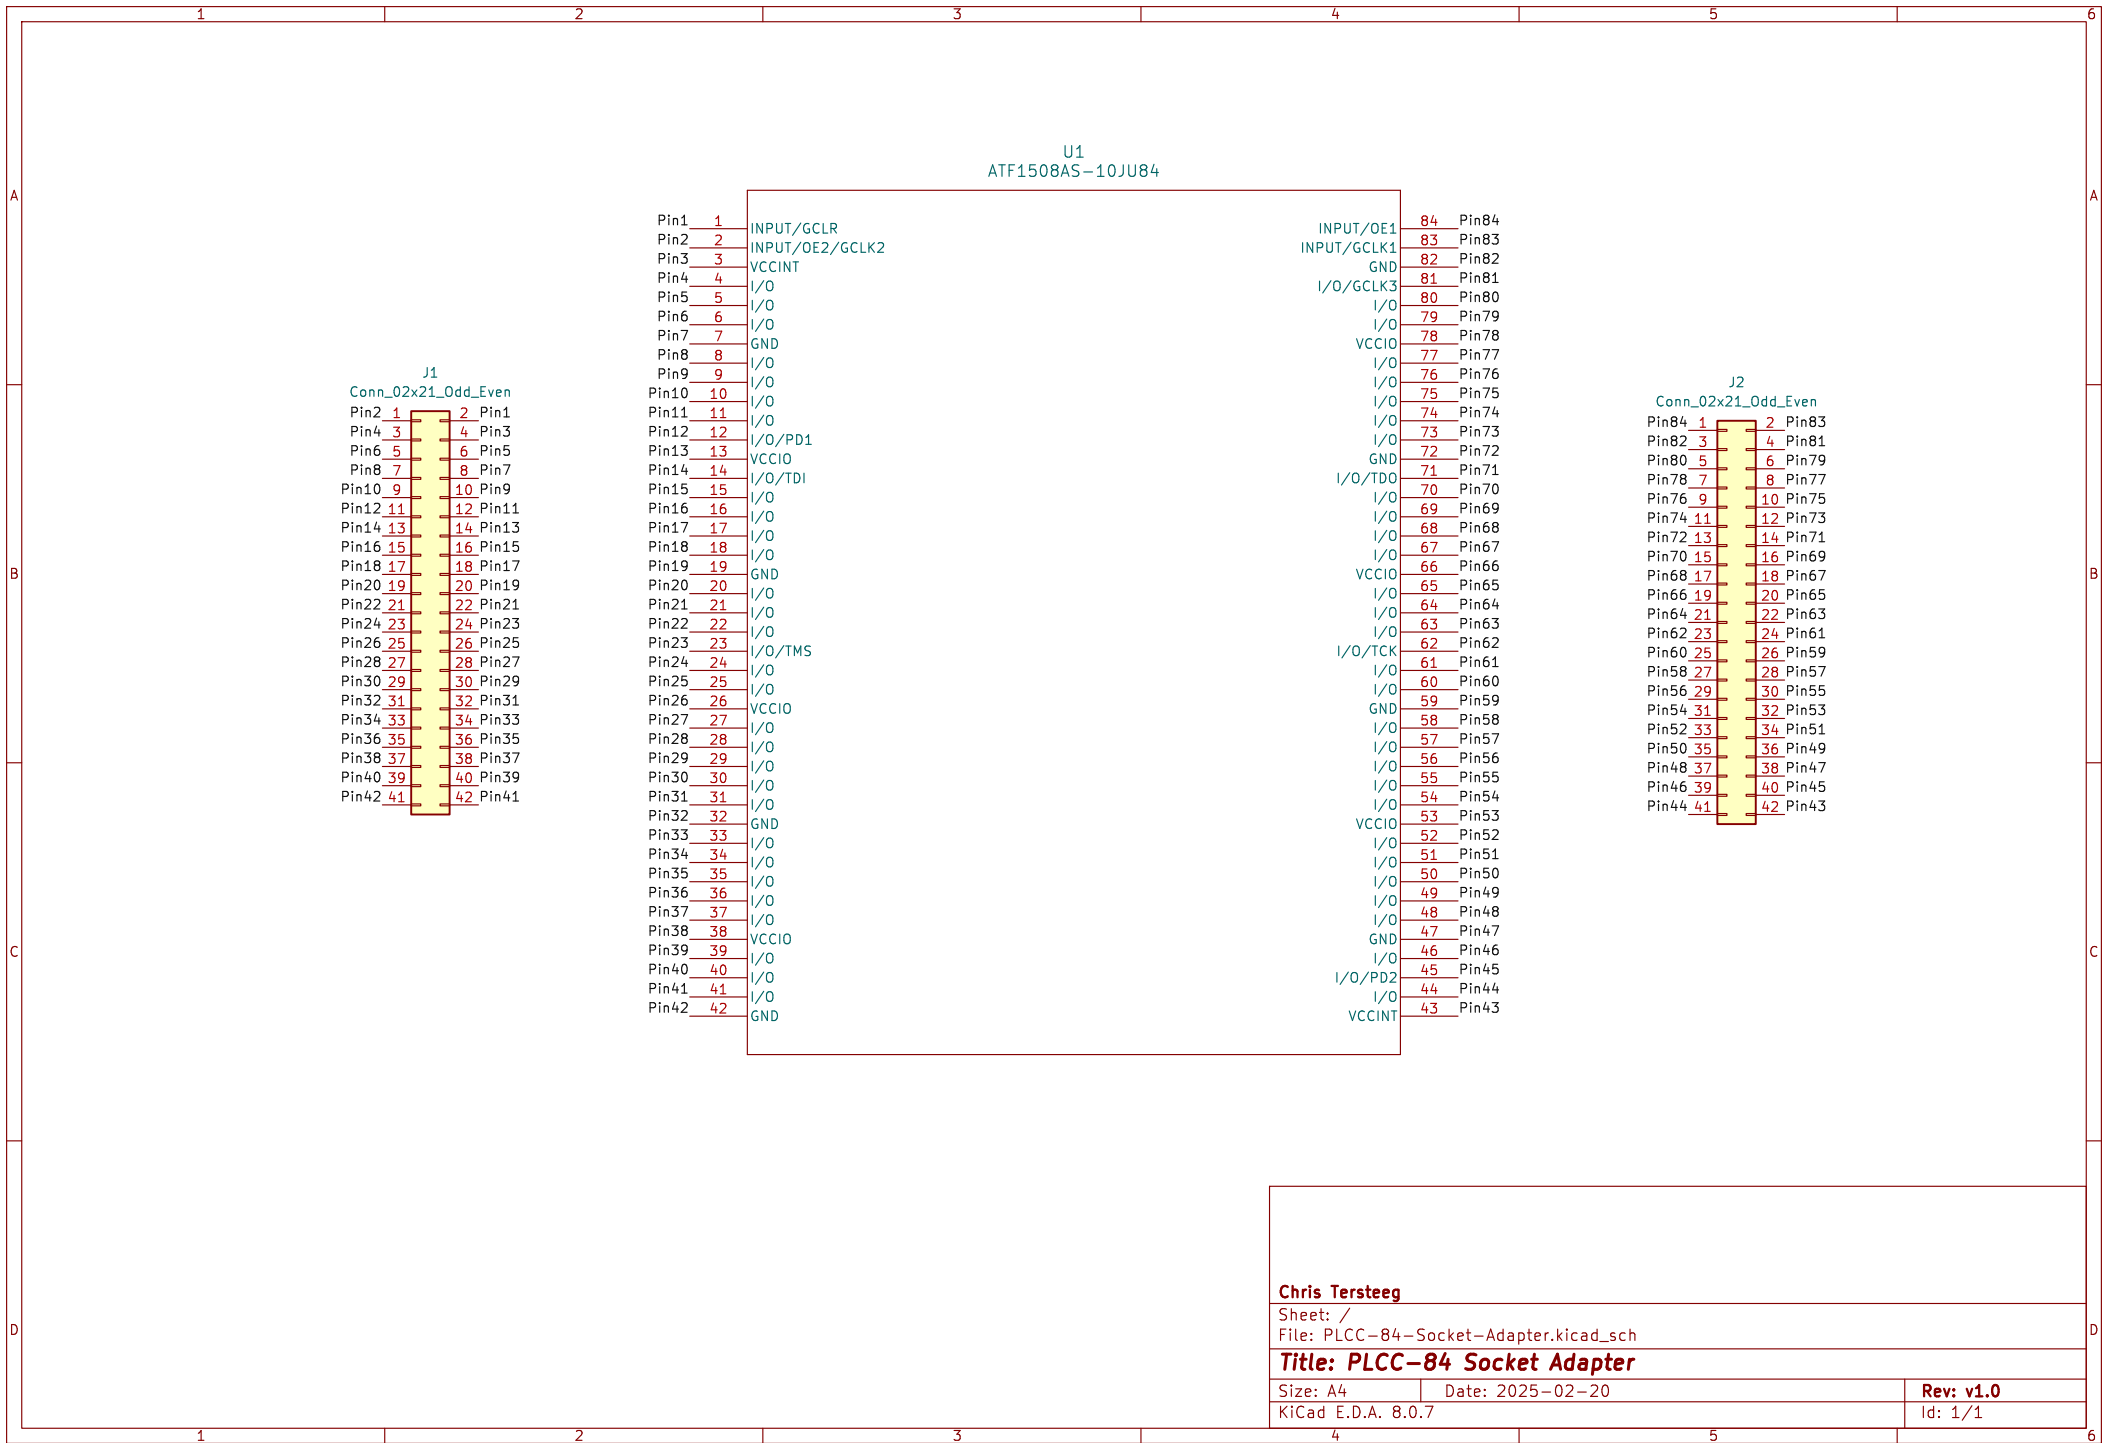 1 2 3 4 5 6
A A
B B
C C
D D
U1
ATF1508AS-10JU84
Pin1 1 INPUT/GCLR INPUT/OE1 84 Pin84
Pin2 2 INPUT/OE2/GCLK2 INPUT/GCLK1 83 Pin83
Pin3 3 VCCINT GND 82 Pin82
Pin4 4 I/O I/O/GCLK3 81 Pin81
Pin5 5 I/O I/O 80 Pin80
Pin6 6 I/O I/O 79 Pin79
Pin7 7 GND VCCIO 78 Pin78
Pin8 8 I/O I/O 77 Pin77
Pin9 9 I/O I/O 76 Pin76
Pin10 10 I/O I/O 75 Pin75
Pin11 11 I/O I/O 74 Pin74
Pin12 12 I/O/PD1 I/O 73 Pin73
Pin13 13 VCCIO GND 72 Pin72
Pin14 14 I/O/TDI I/O/TDO 71 Pin71
Pin15 15 I/O I/O 70 Pin70
Pin16 16 I/O I/O 69 Pin69
Pin17 17 I/O I/O 68 Pin68
Pin18 18 I/O I/O 67 Pin67
Pin19 19 GND VCCIO 66 Pin66
Pin20 20 I/O I/O 65 Pin65
Pin21 21 I/O I/O 64 Pin64
Pin22 22 I/O I/O 63 Pin63
Pin23 23 I/O/TMS I/O/TCK 62 Pin62
Pin24 24 I/O I/O 61 Pin61
Pin25 25 I/O I/O 60 Pin60
Pin26 26 VCCIO GND 59 Pin59
Pin27 27 I/O I/O 58 Pin58
Pin28 28 I/O I/O 57 Pin57
Pin29 29 I/O I/O 56 Pin56
Pin30 30 I/O I/O 55 Pin55
Pin31 31 I/O I/O 54 Pin54
Pin32 32 GND VCCIO 53 Pin53
Pin33 33 I/O I/O 52 Pin52
Pin34 34 I/O I/O 51 Pin51
Pin35 35 I/O I/O 50 Pin50
Pin36 36 I/O I/O 49 Pin49
Pin37 37 I/O I/O 48 Pin48
Pin38 38 VCCIO GND 47 Pin47
Pin39 39 I/O I/O 46 Pin46
Pin40 40 I/O I/O/PD2 45 Pin45
Pin41 41 I/O I/O 44 Pin44
Pin42 42 GND VCCINT 43 Pin43
J1
Conn_02x21_Odd_Even
Pin2 1 2 Pin1
Pin4 3 4 Pin3
Pin6 5 6 Pin5
Pin8 7 8 Pin7
Pin10 9 10 Pin9
Pin12 11 12 Pin11
Pin14 13 14 Pin13
Pin16 15 16 Pin15
Pin18 17 18 Pin17
Pin20 19 20 Pin19
Pin22 21 22 Pin21
Pin24 23 24 Pin23
Pin26 25 26 Pin25
Pin28 27 28 Pin27
Pin30 29 30 Pin29
Pin32 31 32 Pin31
Pin34 33 34 Pin33
Pin36 35 36 Pin35
Pin38 37 38 Pin37
Pin40 39 40 Pin39
Pin42 41 42 Pin41
J2
Conn_02x21_Odd_Even
Pin84 1 2 Pin83
Pin82 3 4 Pin81
Pin80 5 6 Pin79
Pin78 7 8 Pin77
Pin76 9 10 Pin75
Pin74 11 12 Pin73
Pin72 13 14 Pin71
Pin70 15 16 Pin69
Pin68 17 18 Pin67
Pin66 19 20 Pin65
Pin64 21 22 Pin63
Pin62 23 24 Pin61
Pin60 25 26 Pin59
Pin58 27 28 Pin57
Pin56 29 30 Pin55
Pin54 31 32 Pin53
Pin52 33 34 Pin51
Pin50 35 36 Pin49
Pin48 37 38 Pin47
Pin46 39 40 Pin45
Pin44 41 42 Pin43
Chris Tersteeg
Sheet: /
File: PLCC-84-Socket-Adapter.kicad_sch
Title: PLCC-84 Socket Adapter
Size: A4 Date: 2025-02-20 Rev: v1.0
KiCad E.D.A. 8.0.7 Id: 1/1
1 2 3 4 5 6